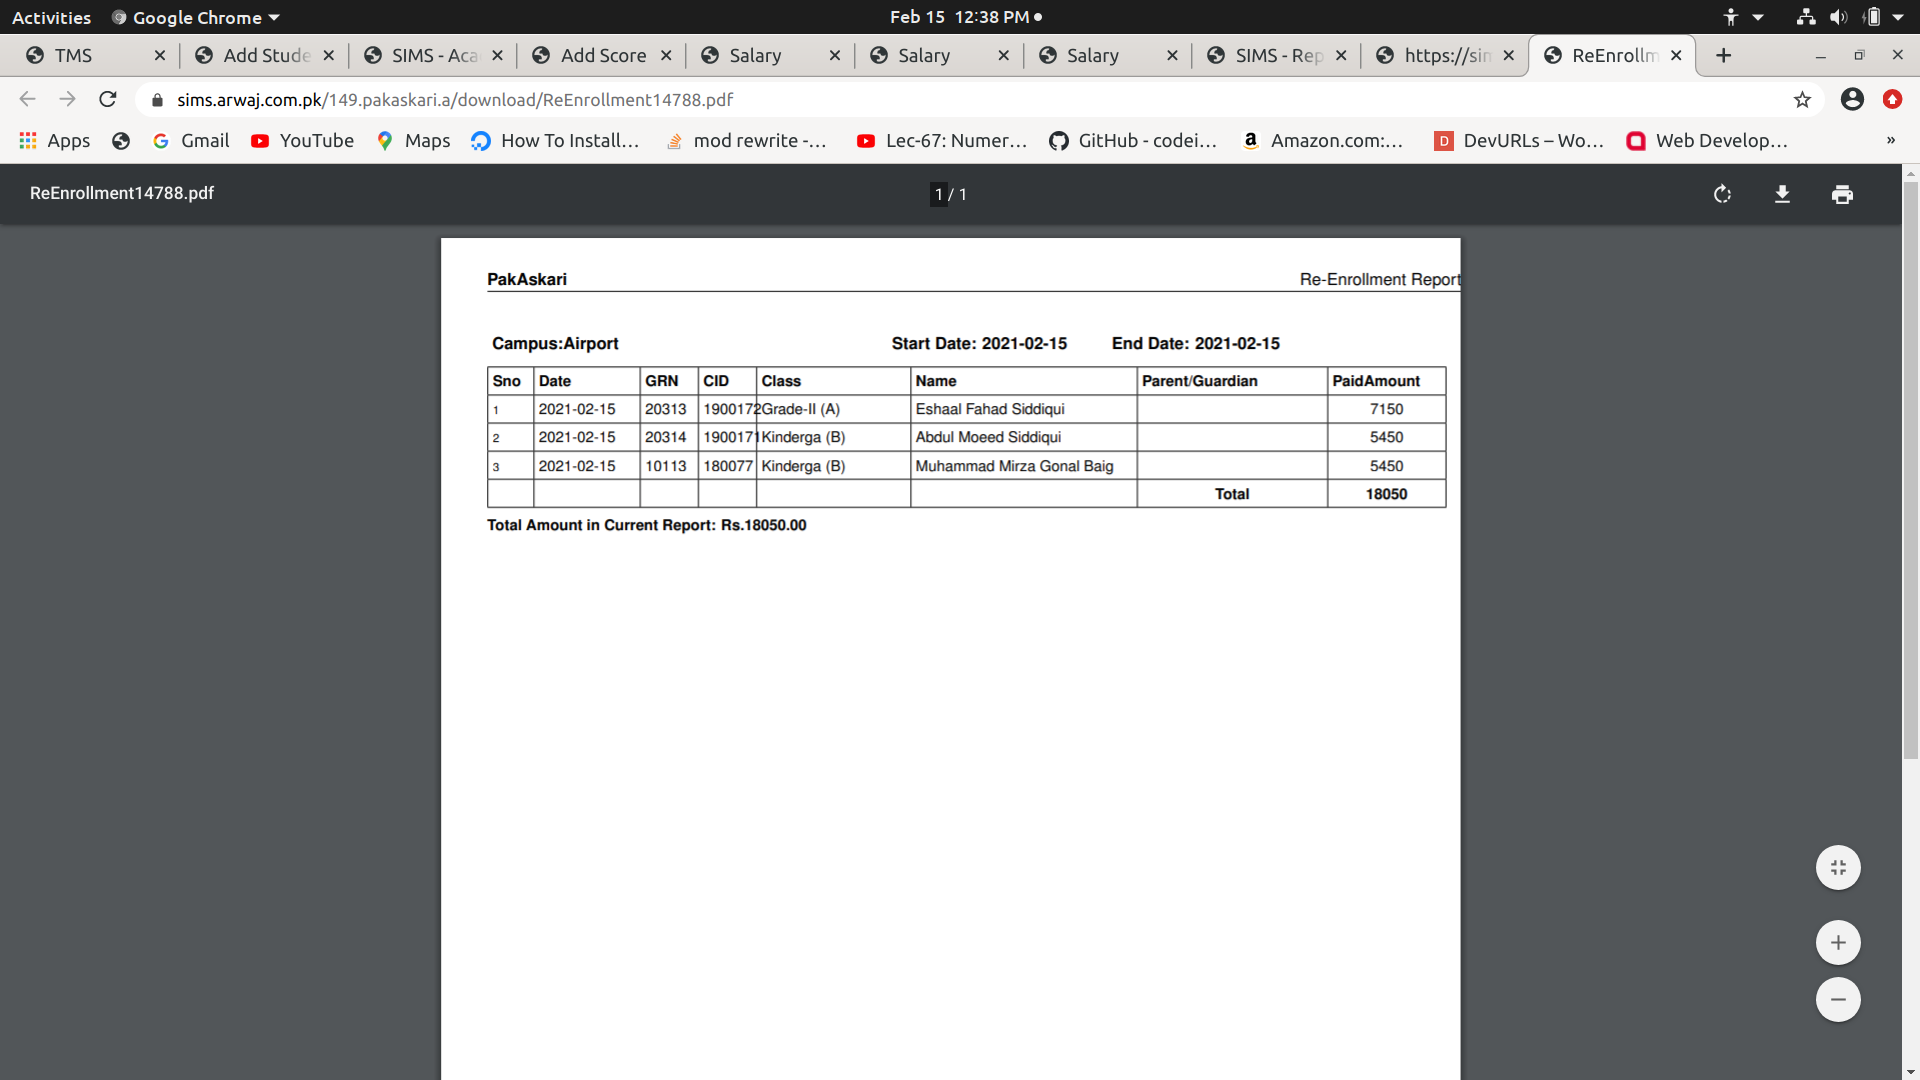 Activities Google Chrome Feb 15 12:38 PM
TMS Add Stude SIMS - Aca Add Score Salary Salary Salary SIMS - Rep https://sim ReEnrollm
sims.arwaj.com.pk/149.pakaskari.a/download/ReEnrollment14788.pdf
Apps Gmail YouTube Maps How To Install... mod rewrite -... Lec-67: Numer... GitHub - codei... Amazon.com:... DevURLs – Wo... Web Develop... »
ReEnrollment14788.pdf 1 / 1
PakAskari Re-Enrollment Report
Campus:Airport Start Date: 2021-02-15 End Date: 2021-02-15
Sno Date GRN CID Class Name Parent/Guardian PaidAmount
1 2021-02-15 20313 1900172 Grade-II (A) Eshaal Fahad Siddiqui 7150
2 2021-02-15 20314 1900171 Kinderga (B) Abdul Moeed Siddiqui 5450
3 2021-02-15 10113 180077 Kinderga (B) Muhammad Mirza Gonal Baig 5450
Total 18050
Total Amount in Current Report: Rs.18050.00